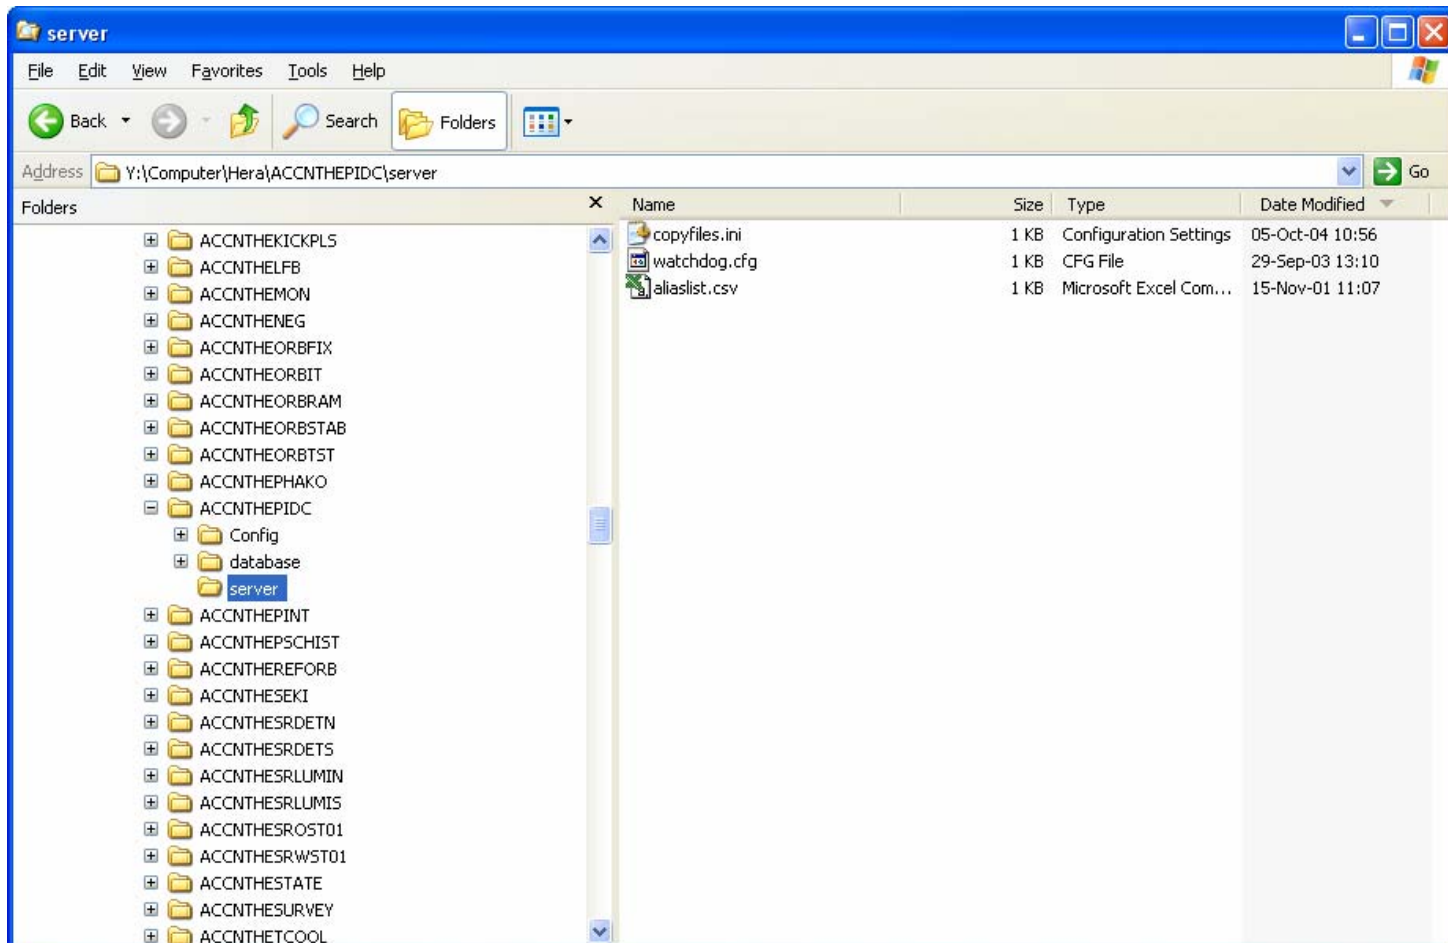 server
File Edit View Favorites Tools Help
Back Search Folders
Address Y:\Computer\Hera\ACCNTHEPIDC\server Go
Folders
ACCNTHEKICKPLS
ACCNTHELFB
ACCNTHEMON
ACCNTHENEG
ACCNTHEORBFIX
ACCNTHEORBIT
ACCNTHEORBRAM
ACCNTHEORBSTAB
ACCNTHEORBTST
ACCNTHEPHAKO
ACCNTHEPIDC
Config
database
server
ACCNTHEPINT
ACCNTHEPSCHIST
ACCNTHEREFORB
ACCNTHESEKI
ACCNTHESRDETN
ACCNTHESRDETS
ACCNTHESRLUMIN
ACCNTHESRLUMIS
ACCNTHESROST01
ACCNTHESRWST01
ACCNTHESTATE
ACCNTHESURVEY
ACCNTHETCOOL
Name Size Type Date Modified
copyfiles.ini 1 KB Configuration Settings 05-Oct-04 10:56
watchdog.cfg 1 KB CFG File 29-Sep-03 13:10
aliaslist.csv 1 KB Microsoft Excel Com... 15-Nov-01 11:07